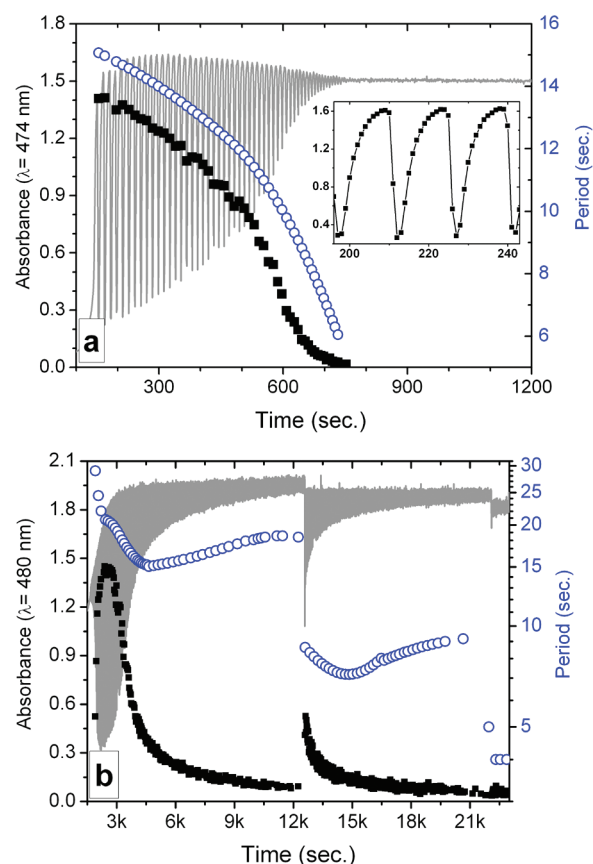 16
1.8
1.5
1.2
0.9
0.6
0.3
0.0
Absorbance (λ= 474 nm)
14
12
10
8
6
Period (sec.)
1.6
1.2
0.8
0.4
200 220 240
a
300 600 900 1200
Time (sec.)
2.1
1.8
1.5
1.2
0.9
0.6
0.3
0.0
Absorbance (λ= 480 nm)
30
25
20
15
10
5
Period (sec.)
b
3k 6k 9k 12k 15k 18k 21k
Time (sec.)